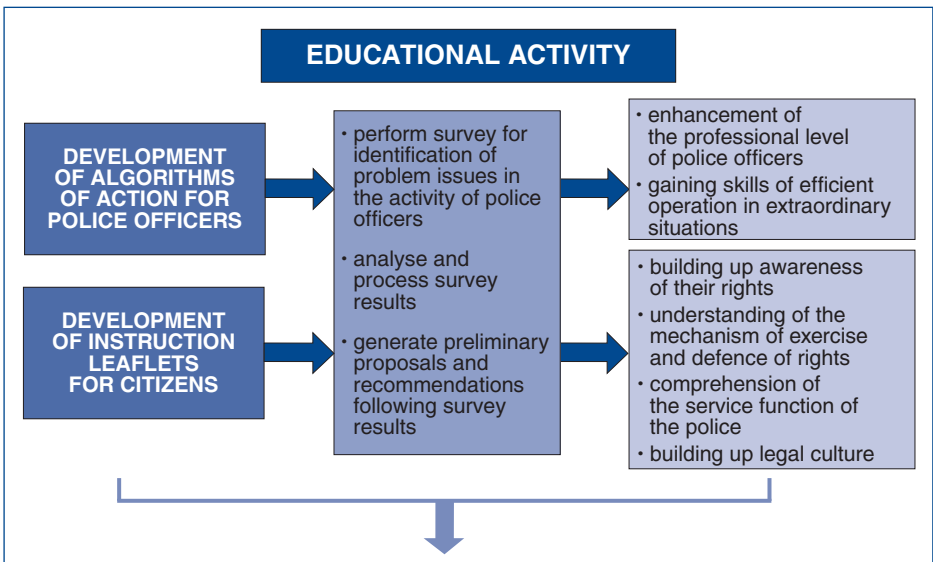 EDUCATIONAL ACTIVITY
DEVELOPMENT
OF ALGORITHMS
OF ACTION FOR
POLICE OFFICERS
DEVELOPMENT
OF INSTRUCTION
LEAFLETS
FOR CITIZENS
· perform survey for
identification of
problem issues in
the activity of police
officers
· analyse and
process survey
results
· generate preliminary
proposals and
recommendations
following survey
results
· enhancement of
the professional level
of police officers
· gaining skills of efficient
operation in extraordinary
situations
· building up awareness
of their rights
· understanding of the
mechanism of exercise
and defence of rights
· comprehension of
the service function of
the police
· building up legal culture